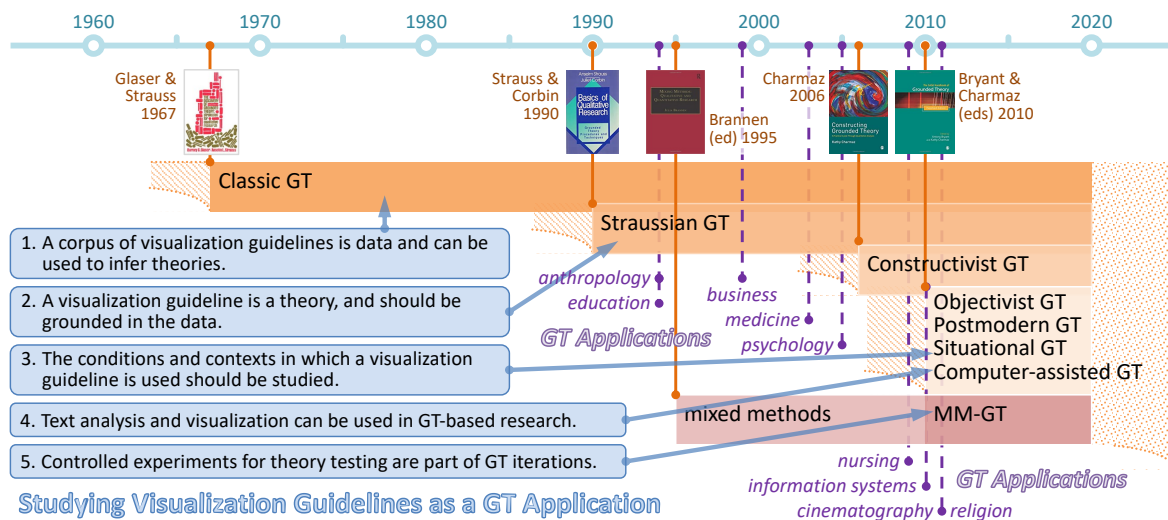 1960 1970 1980 1990 2000 2010 2020
Glaser &
Strauss
1967
Strauss &
Corbin
1990
Basics of
Qualitative
Research
Brannen
(ed) 1995
Charmaz
2006
Constructing
Grounded Theory
Grounded Theory
Bryant &
Charmaz
(eds) 2010
Classic GT
Straussian GT
Constructivist GT
Objectivist GT
Postmodern GT
Situational GT
Computer-assisted GT
mixed methods
MM-GT
1. A corpus of visualization guidelines is data and can be
used to infer theories.
2. A visualization guideline is a theory, and should be
grounded in the data.
3. The conditions and contexts in which a visualization
guideline is used should be studied.
4. Text analysis and visualization can be used in GT-based research.
5. Controlled experiments for theory testing are part of GT iterations.
anthropology
education
business
medicine
psychology
GT Applications
nursing
information systems
cinematography
religion
GT Applications
Studying Visualization Guidelines as a GT Application